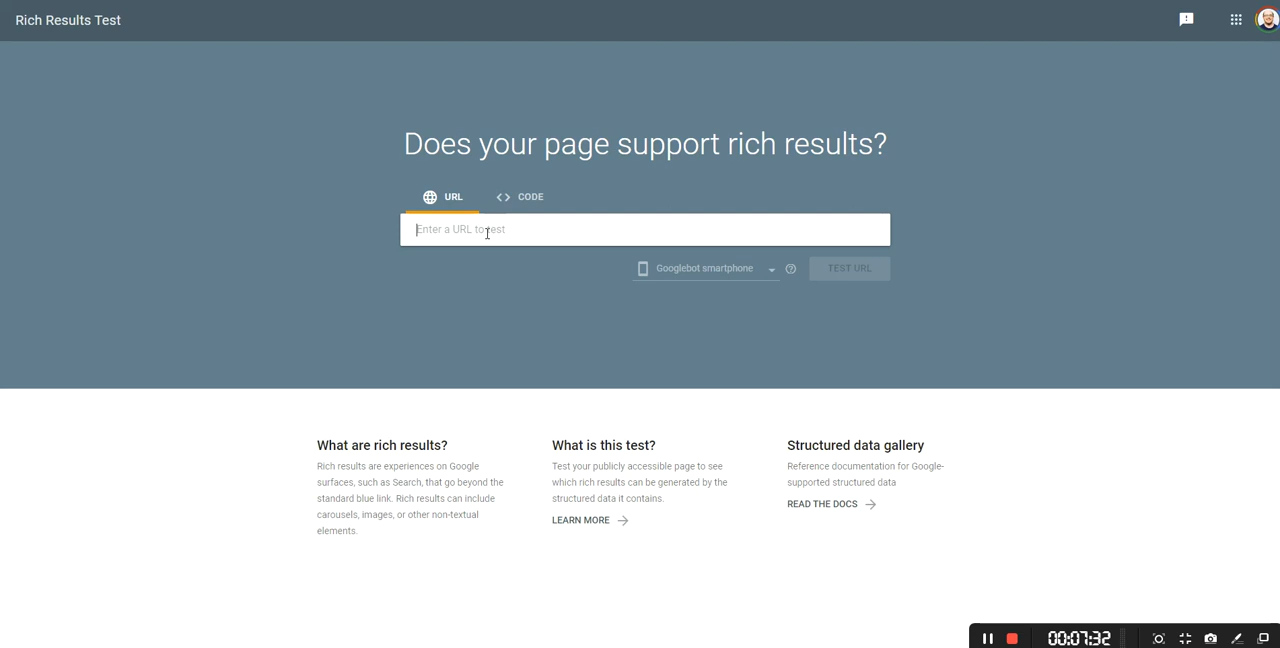 Rich Results Test
Does your page support rich results?
URL
CODE
Enter a URL to test
Googlebot smartphone
TEST URL
What are rich results?
Rich results are experiences on Google
surfaces, such as Search, that go beyond the
standard blue link. Rich results can include
carousels, images, or other non-textual
elements.
What is this test?
Test your publicly accessible page to see
which rich results can be generated by the
structured data it contains.
LEARN MORE
Structured data gallery
Reference documentation for Google-
supported structured data
READ THE DOCS
00:07:32